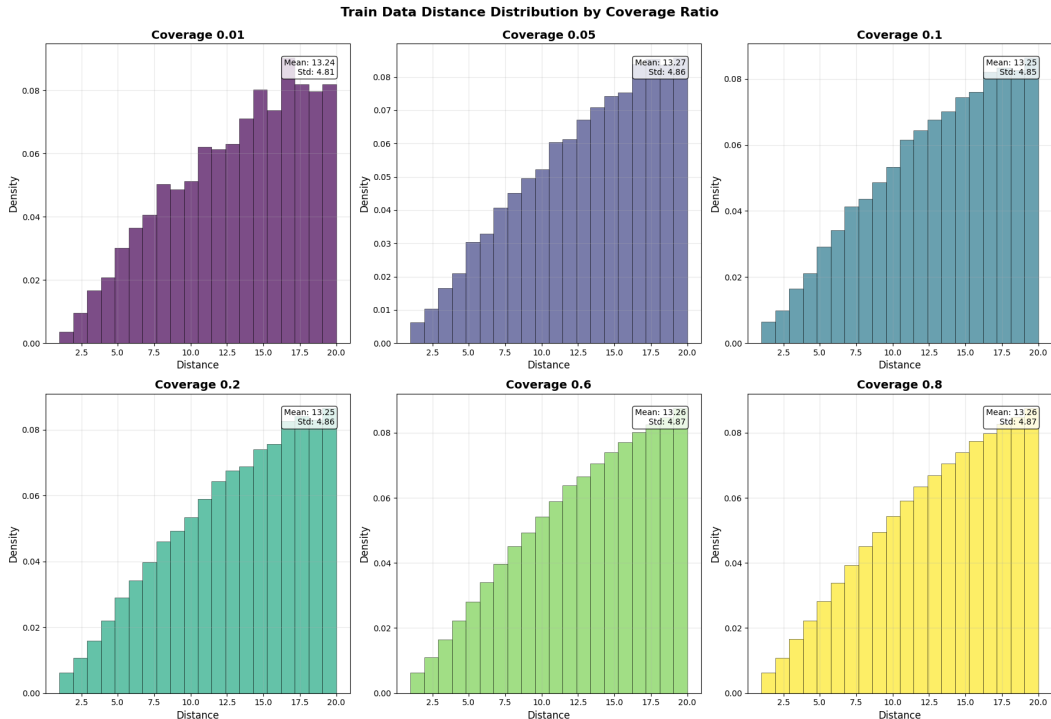 Train Data Distance Distribution by Coverage Ratio
Coverage 0.01
Mean: 13.24
Std: 4.81
0.08
0.06
0.04
0.02
0.00
Density
2.5 5.0 7.5 10.0 12.5 15.0 17.5 20.0
Distance
Coverage 0.05
Mean: 13.27
Std: 4.86
0.08
0.07
0.06
0.05
0.04
0.03
0.02
0.01
0.00
Density
2.5 5.0 7.5 10.0 12.5 15.0 17.5 20.0
Distance
Coverage 0.1
Mean: 13.25
Std: 4.85
0.08
0.06
0.04
0.02
0.00
Density
2.5 5.0 7.5 10.0 12.5 15.0 17.5 20.0
Distance
Coverage 0.2
Mean: 13.25
Std: 4.86
0.08
0.06
0.04
0.02
0.00
Density
2.5 5.0 7.5 10.0 12.5 15.0 17.5 20.0
Distance
Coverage 0.6
Mean: 13.26
Std: 4.87
0.08
0.06
0.04
0.02
0.00
Density
2.5 5.0 7.5 10.0 12.5 15.0 17.5 20.0
Distance
Coverage 0.8
Mean: 13.26
Std: 4.87
0.08
0.06
0.04
0.02
0.00
Density
2.5 5.0 7.5 10.0 12.5 15.0 17.5 20.0
Distance